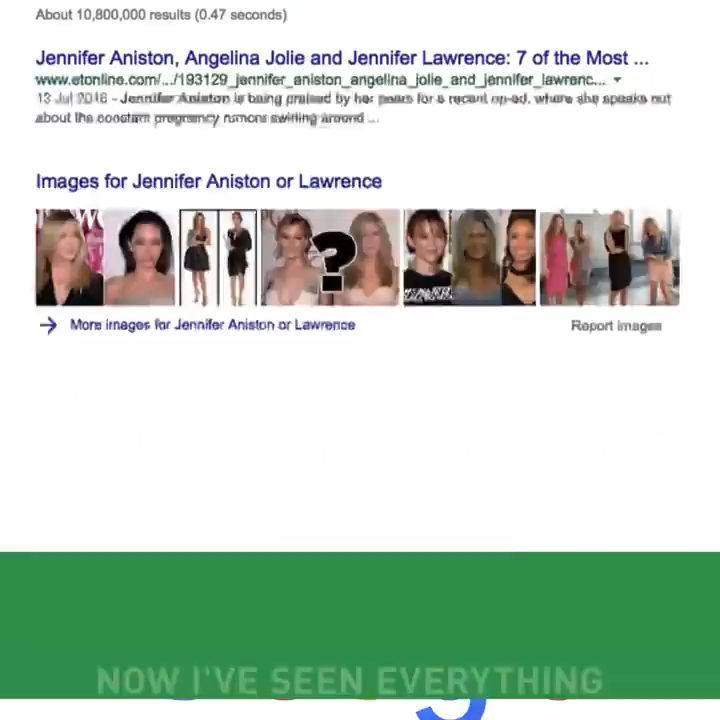 About 10,800,000 results (0.47 seconds)
Jennifer Aniston, Angelina Jolie and Jennifer Lawrence: 7 of the Most ...
www.etonline.com/.../193129_jennifer_aniston_angelina_jolie_and_jennifer_lawrenc...
13 Jul 2016 - Jennifer Aniston is being praised by her peers for a recent op-ed, where she speaks out
about the constant pregnancy rumors swirling around ...
Images for Jennifer Aniston or Lawrence
?
More images for Jennifer Aniston or Lawrence
Report images
NOW I'VE SEEN EVERYTHING